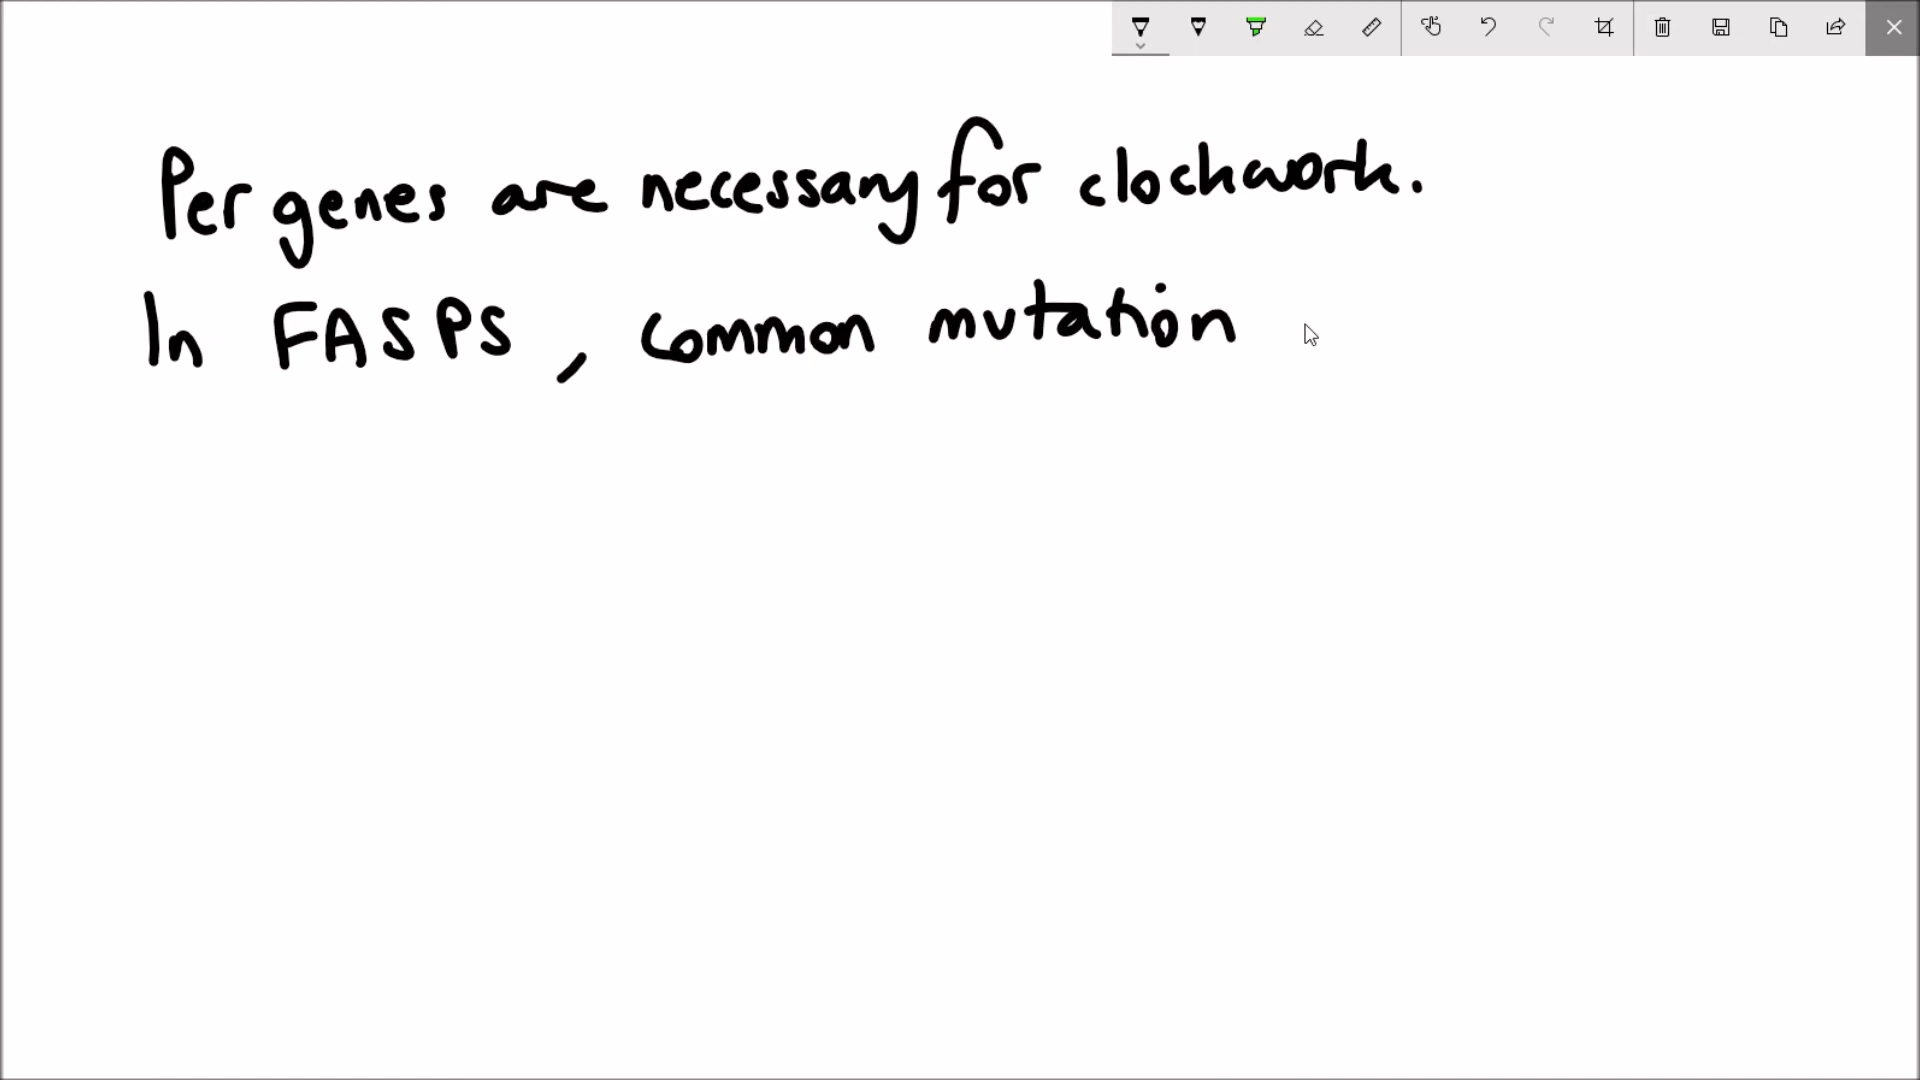 Per genes are necessary for clockwork.
In FASPS, common mutation